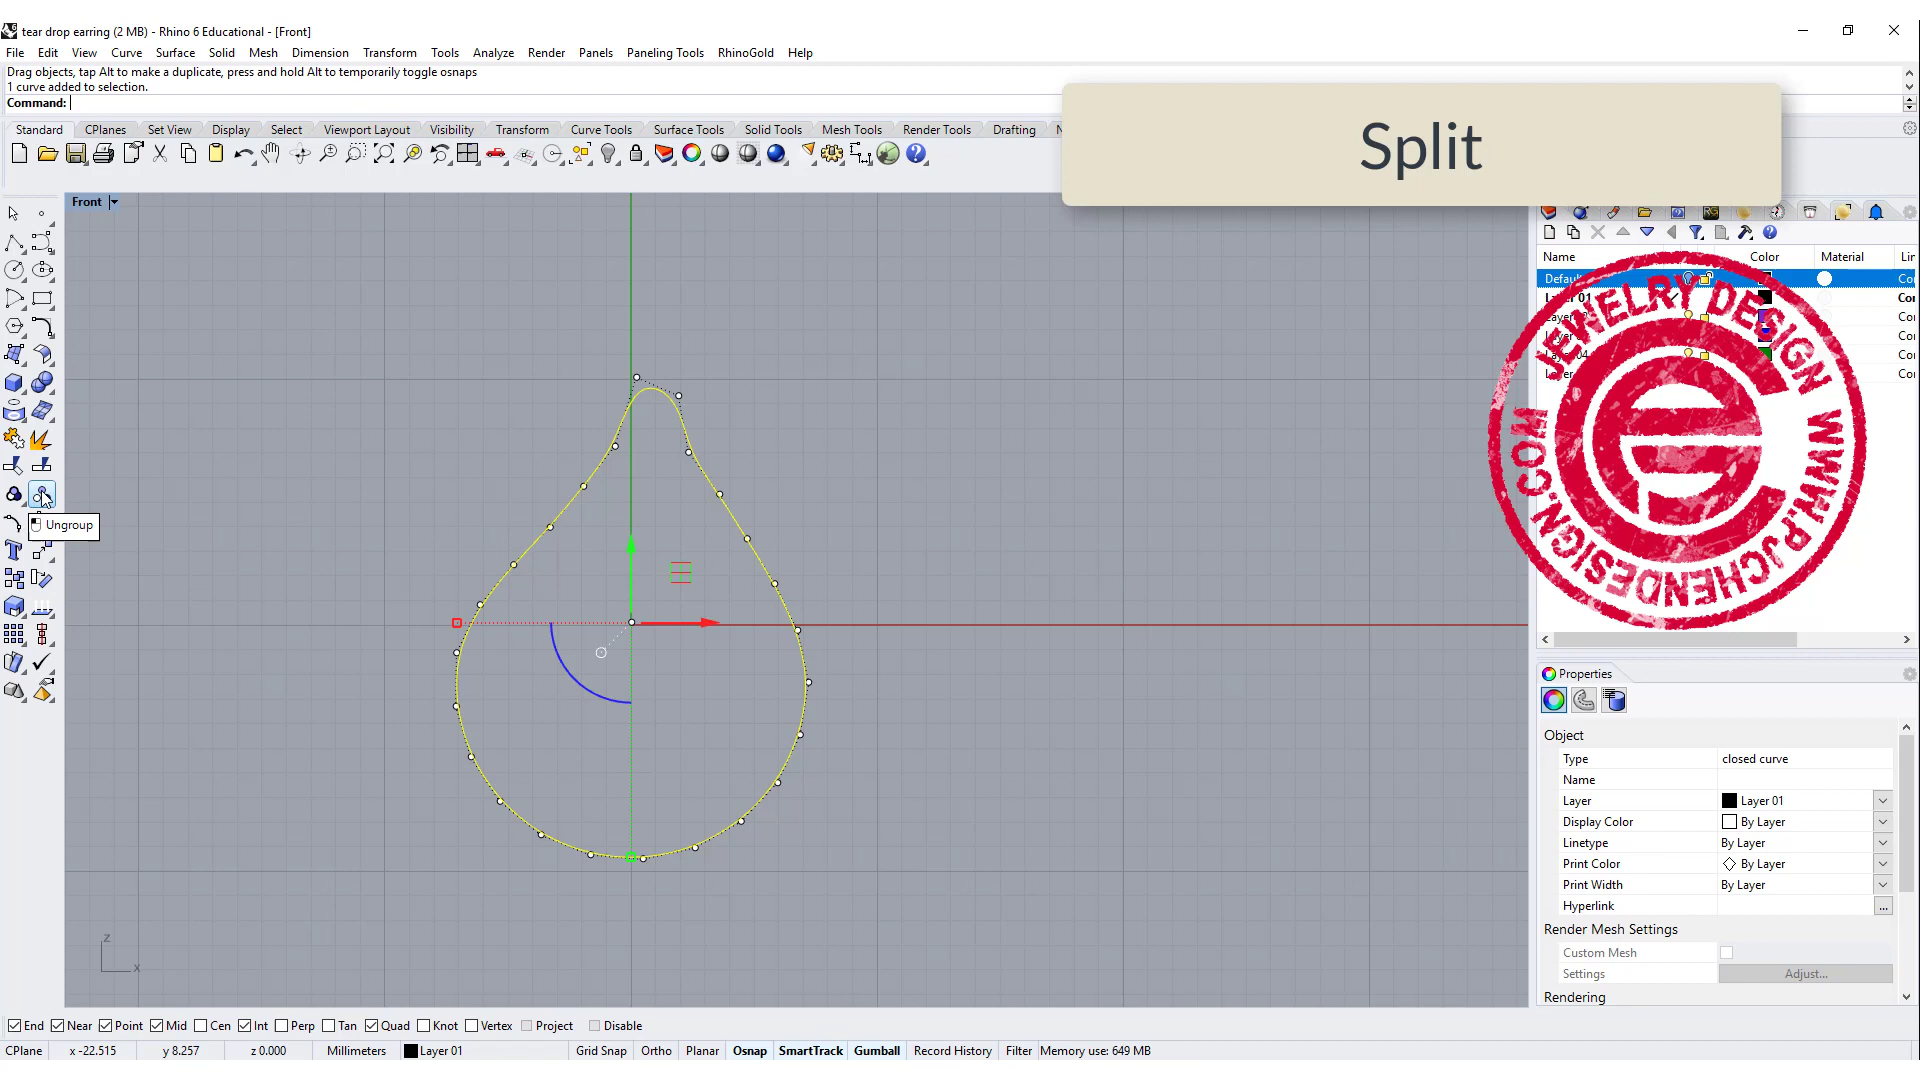 tear drop earring (2 MB) - Rhino 6 Educational - [Front]
File Edit View Curve Surface Solid Mesh Dimension Transform Tools Analyze Render Panels Paneling Tools RhinoGold Help
Drag objects, tap Alt to make a duplicate, press and hold Alt to temporarily toggle osnaps
1 curve added to selection.
Command:
Split
Standard CPlanes Set View Display Select Viewport Layout Visibility Transform Curve Tools Surface Tools Solid Tools Mesh Tools Render Tools Drafting
Front
Name Color Material Lin
JEWELRY DESIGN
WWW.PJCHENDESIGN.COM
Ungroup
Properties
Object
Type closed curve
Name
Layer Layer 01
Display Color By Layer
Linetype By Layer
Print Color By Layer
Print Width By Layer
Hyperlink ...
Render Mesh Settings
Custom Mesh
Settings Adjust...
Rendering
z
x
End Near Point Mid Cen Int Perp Tan Quad Knot Vertex Project Disable
CPlane x -22.515 y 8.257 z 0.000 Millimeters Layer 01 Grid Snap Ortho Planar Osnap SmartTrack Gumball Record History Filter Memory use: 649 MB